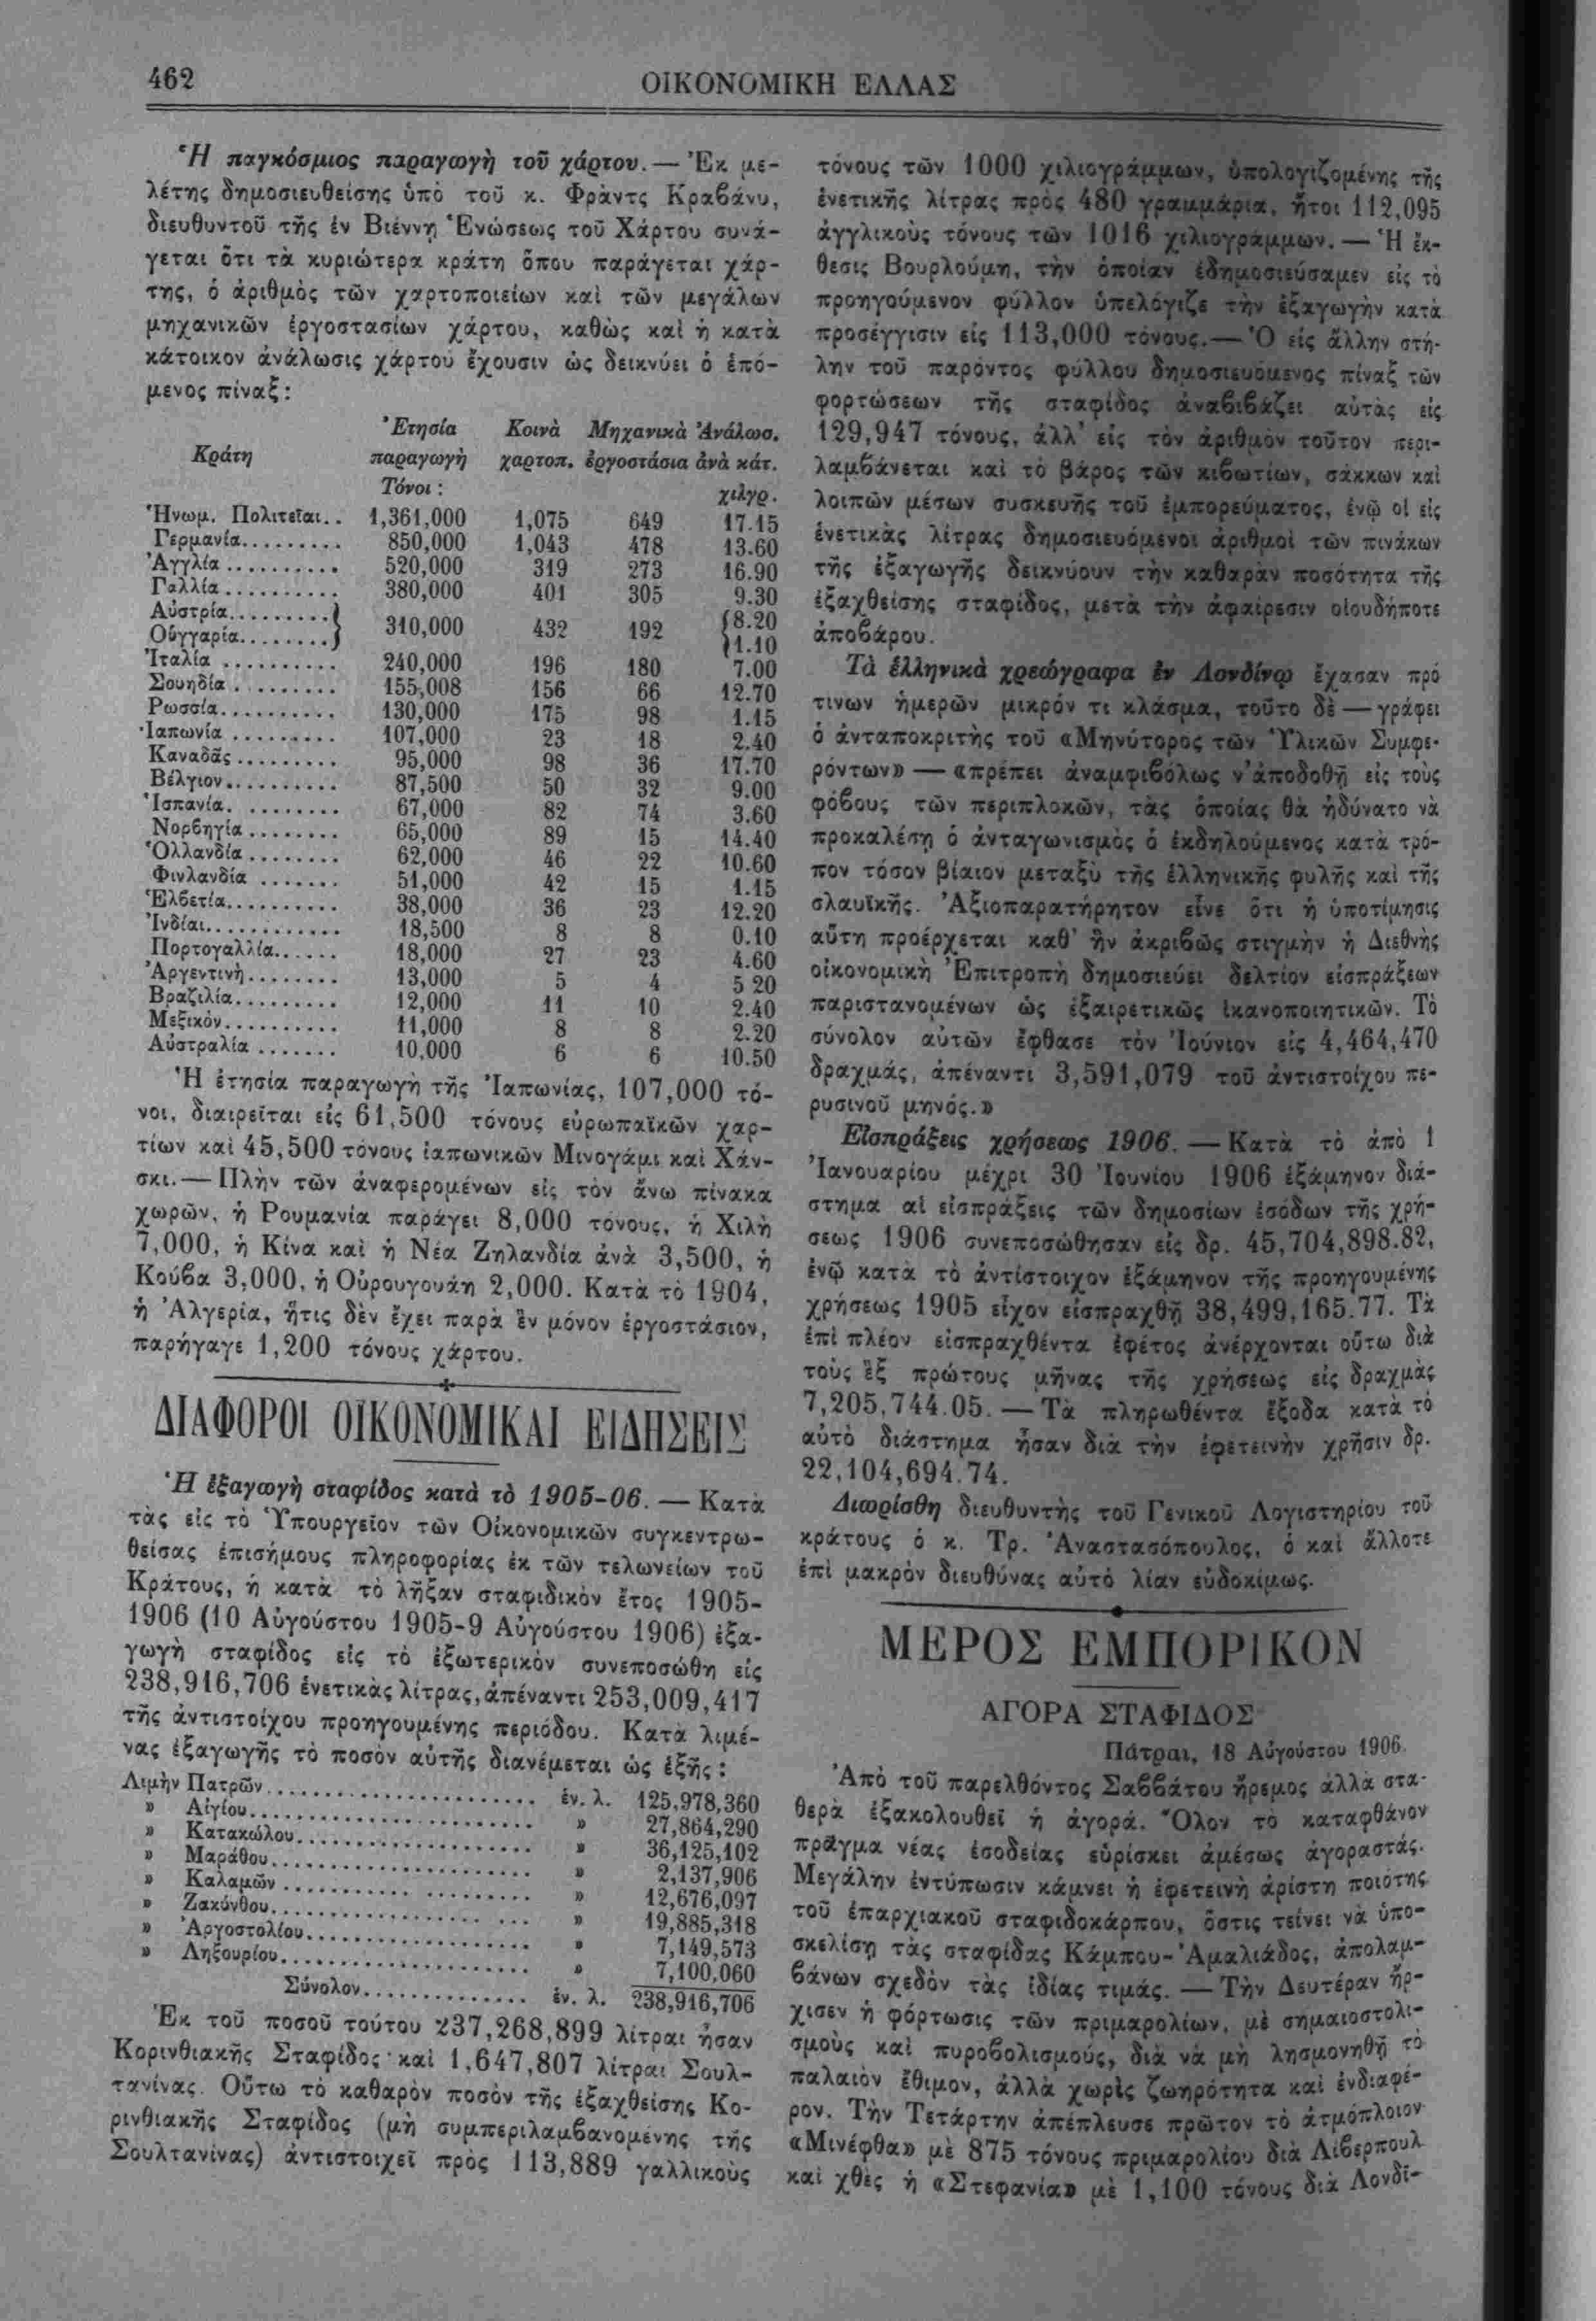 462
ΟΙΚΟΝΟΜΙΚΗ ΕΛΛΑΣ
Ἡ παγκόσμιος παραγωγὴ τοῦ χάρτου. — Ἐκ με-
λέτης δημοσιευθείσης ὑπὸ τοῦ κ. Φρὰντς Κραβάνυ,
διευθυντοῦ τῆς ἐν Βιέννῃ Ἑνώσεως τοῦ Χάρτου συνά-
γεται ὅτι τὰ κυριώτερα κράτη ὅπου παράγεται χάρ-
της, ὁ ἀριθμὸς τῶν χαρτοποιείων καὶ τῶν μεγάλων
μηχανικῶν ἐργοστασίων χάρτου, καθὼς καὶ ἡ κατὰ
κάτοικον ἀνάλωσις χάρτου ἔχουσιν ὡς δεικνύει ὁ ἑπό-
μενος πίναξ:
Ἐτησία Κοινὰ Μηχανικὰ Ἀνάλωσ.
Κράτη παραγωγὴ χαρτοπ. ἐργοστάσια ἀνὰ κάτ.
Τόνοι: χιλγρ.
Ἡνωμ. Πολιτεῖαι.. 1,361,000 1,075 649 17.15
Γερμανία......... 850,000 1,043 478 13.60
Ἀγγλία .......... 520,000 319 273 16.90
Γαλλία .......... 380,000 401 305 9.30
Αὐστρία......... } 310,000 432 192 { 8.20
Οὑγγαρία........ } 1.10
Ἰταλία .......... 240,000 196 180 7.00
Σουηδία ......... 155,008 156 66 12.70
Ρωσσία.......... 130,000 175 98 1.15
Ἰαπωνία ......... 107,000 23 18 2.40
Καναδᾶς ......... 95,000 98 36 17.70
Βέλγιον.......... 87,500 50 32 9.00
Ἱσπανία. ........ 67,000 82 74 3.60
Νορβηγία ........ 65,000 89 15 14.40
Ὁλλανδία ........ 62,000 46 22 10.60
Φινλανδία ....... 51,000 42 15 1.15
Ἑλβετία.......... 38,000 36 23 12.20
Ἰνδίαι............ 18,500 8 8 0.10
Πορτογαλλία...... 18,000 27 23 4.60
Ἀργεντινὴ........ 13,000 5 4 5 20
Βραζιλία......... 12,000 11 10 2.40
Μεξικόν.......... 11,000 8 8 2.20
Αὐστραλία ....... 10,000 6 6 10.50
Ἡ ἐτησία παραγωγὴ τῆς Ἰαπωνίας, 107,000 τό-
νοι, διαιρεῖται εἰς 61,500 τόνους εὐρωπαϊκῶν χαρ-
τίων καὶ 45,500 τόνους ἰαπωνικῶν Μινογάμι καὶ Χάν-
σκι. — Πλὴν τῶν ἀναφερομένων εἰς τὸν ἄνω πίνακα
χωρῶν, ἡ Ρουμανία παράγει 8,000 τόνους, ἡ Χιλὴ
7,000, ἡ Κίνα καὶ ἡ Νέα Ζηλανδία ἀνὰ 3,500, ἡ
Κούβα 3,000, ἡ Οὐρουγουάη 2,000. Κατὰ τὸ 1904,
ἡ Ἀλγερία, ἥτις δὲν ἔχει παρὰ ἓν μόνον ἐργοστάσιον,
παρήγαγε 1,200 τόνους χάρτου.
ΔΙΑΦΟΡΟΙ ΟΙΚΟΝΟΜΙΚΑΙ ΕΙΔΗΣΕΙΣ
Ἡ ἐξαγωγὴ σταφίδος κατὰ τὸ 1905-06. — Κατὰ
τὰς εἰς τὸ Ὑπουργεῖον τῶν Οἰκονομικῶν συγκεντρω-
θείσας ἐπισήμους πληροφορίας ἐκ τῶν τελωνείων τοῦ
Κράτους, ἡ κατὰ τὸ λῆξαν σταφιδικὸν ἔτος 1905-
1906 (10 Αὐγούστου 1905-9 Αὐγούστου 1906) ἐξα-
γωγὴ σταφίδος εἰς τὸ ἐξωτερικὸν συνεποσώθη εἰς
238,916,706 ἑνετικὰς λίτρας, ἀπέναντι 253,009,417
τῆς ἀντιστοίχου προηγουμένης περιόδου. Κατὰ λιμέ-
νας ἐξαγωγῆς τὸ ποσὸν αὐτῆς διανέμεται ὡς ἑξῆς:
Λιμὴν Πατρῶν ........................ ἑν. λ. 125,978,360
» Αἰγίου........................ » 27,864,290
» Κατακώλου.................... » 36,125,102
» Μαράθου...................... » 2,137,906
» Καλαμῶν ..................... » 12,676,097
» Ζακύνθου..................... » 19,885,318
» Ἀργοστολίου.................. » 7,149,573
» Ληξουρίου.................... » 7,100,060
Σύνολον............... ἑν. λ. 238,916,706
Ἐκ τοῦ ποσοῦ τούτου 237,268,899 λίτραι ἦσαν
Κορινθιακῆς Σταφίδος καὶ 1,647,807 λίτραι Σουλ-
τανίνας. Οὕτω τὸ καθαρὸν ποσὸν τῆς ἐξαχθείσης Κο-
ρινθιακῆς Σταφίδος (μὴ συμπεριλαμβανομένης τῆς
Σουλτανίνας) ἀντιστοιχεῖ πρὸς 113,889 γαλλικοὺς
τόνους τῶν 1000 χιλιογράμμων, ὑπολογιζομένης τῆς
ἑνετικῆς λίτρας πρὸς 480 γραμμάρια, ἤτοι 112,095
ἀγγλικοὺς τόνους τῶν 1016 χιλιογράμμων. — Ἡ ἔκ-
θεσις Βουρλούμη, τὴν ὁποίαν ἐδημοσιεύσαμεν εἰς τὸ
προηγούμενον φύλλον ὑπελόγιζε τὴν ἐξαγωγὴν κατὰ
προσέγγισιν εἰς 113,000 τόνους. — Ὁ εἰς ἄλλην στή-
λην τοῦ παρόντος φύλλου δημοσιευόμενος πίναξ τῶν
φορτώσεων τῆς σταφίδος ἀναβιβάζει αὐτὰς εἰς
129,947 τόνους, ἀλλ' εἰς τὸν ἀριθμὸν τοῦτον περι-
λαμβάνεται καὶ τὸ βάρος τῶν κιβωτίων, σάκκων καὶ
λοιπῶν μέσων συσκευῆς τοῦ ἐμπορεύματος, ἐνῷ οἱ εἰς
ἑνετικὰς λίτρας δημοσιευόμενοι ἀριθμοὶ τῶν πινάκων
τῆς ἐξαγωγῆς δεικνύουν τὴν καθαρὰν ποσότητα τῆς
ἐξαχθείσης σταφίδος, μετὰ τὴν ἀφαίρεσιν οἱουδήποτε
ἀποβάρου.
Τὰ ἑλληνικὰ χρεώγραφα ἐν Λονδίνῳ ἔχασαν πρό
τινων ἡμερῶν μικρόν τι κλάσμα, τοῦτο δὲ — γράφει
ὁ ἀνταποκριτὴς τοῦ «Μηνύτορος τῶν Ὑλικῶν Συμφε-
ρόντων» — «πρέπει ἀναμφιβόλως ν' ἀποδοθῇ εἰς τοὺς
φόβους τῶν περιπλοκῶν, τὰς ὁποίας θὰ ἠδύνατο νὰ
προκαλέσῃ ὁ ἀνταγωνισμὸς ὁ ἐκδηλούμενος κατὰ τρό-
πον τόσον βίαιον μεταξὺ τῆς ἑλληνικῆς φυλῆς καὶ τῆς
σλαυϊκῆς. Ἀξιοπαρατήρητον εἶνε ὅτι ἡ ὑποτίμησις
αὕτη προέρχεται καθ' ἣν ἀκριβῶς στιγμὴν ἡ Διεθνὴς
οἰκονομικὴ Ἐπιτροπὴ δημοσιεύει δελτίον εἰσπράξεων
παριστανομένων ὡς ἐξαιρετικῶς ἱκανοποιητικῶν. Τὸ
σύνολον αὐτῶν ἔφθασε τὸν Ἰούνιον εἰς 4,464,470
δραχμάς, ἀπέναντι 3,591,079 τοῦ ἀντιστοίχου πε-
ρυσινοῦ μηνός.»
Εἰσπράξεις χρήσεως 1906. — Κατὰ τὸ ἀπὸ 1
Ἰανουαρίου μέχρι 30 Ἰουνίου 1906 ἑξάμηνον διά-
στημα αἱ εἰσπράξεις τῶν δημοσίων ἐσόδων τῆς χρή-
σεως 1906 συνεποσώθησαν εἰς δρ. 45,704,898.82,
ἐνῷ κατὰ τὸ ἀντίστοιχον ἑξάμηνον τῆς προηγουμένης
χρήσεως 1905 εἶχον εἰσπραχθῇ 38,499,165.77. Τὰ
ἐπὶ πλέον εἰσπραχθέντα ἐφέτος ἀνέρχονται οὕτω διὰ
τοὺς ἓξ πρώτους μῆνας τῆς χρήσεως εἰς δραχμὰς
7,205,744.05. — Τὰ πληρωθέντα ἔξοδα κατὰ τὸ
αὐτὸ διάστημα ἦσαν διὰ τὴν ἐφετεινὴν χρῆσιν δρ.
22,104,694.74.
Διωρίσθη διευθυντὴς τοῦ Γενικοῦ Λογιστηρίου τοῦ
κράτους ὁ κ. Τρ. Ἀναστασόπουλος, ὁ καὶ ἄλλοτε
ἐπὶ μακρὸν διευθύνας αὐτὸ λίαν εὐδοκίμως.
ΜΕΡΟΣ ΕΜΠΟΡΙΚΟΝ
ΑΓΟΡΑ ΣΤΑΦΙΔΟΣ
Πάτραι, 18 Αὐγούστου 1906.
Ἀπὸ τοῦ παρελθόντος Σαββάτου ἤρεμος ἀλλὰ στα-
θερὰ ἐξακολουθεῖ ἡ ἀγορά. Ὅλον τὸ καταφθάνον
πρᾶγμα νέας ἐσοδείας εὑρίσκει ἀμέσως ἀγοραστάς.
Μεγάλην ἐντύπωσιν κάμνει ἡ ἐφετεινὴ ἀρίστη ποιότης
τοῦ ἐπαρχιακοῦ σταφιδοκάρπου, ὅστις τείνει νὰ ὑπο-
σκελίσῃ τὰς σταφίδας Κάμπου-Ἀμαλιάδος, ἀπολαμ-
βάνων σχεδὸν τὰς ἰδίας τιμάς. — Τὴν Δευτέραν ἤρ-
χισεν ἡ φόρτωσις τῶν πριμαρολίων, μὲ σημαιοστολι-
σμοὺς καὶ πυροβολισμούς, διὰ νὰ μὴ λησμονηθῇ τὸ
παλαιὸν ἔθιμον, ἀλλὰ χωρὶς ζωηρότητα καὶ ἐνδιαφέ-
ρον. Τὴν Τετάρτην ἀπέπλευσε πρῶτον τὸ ἀτμόπλοιον
«Μινέφθα» μὲ 875 τόνους πριμαρολίου διὰ Λίβερπουλ
καὶ χθὲς ἡ «Στεφανία» μὲ 1,100 τόνους διὰ Λονδῖ-